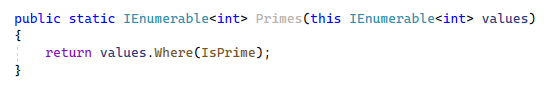 public static IEnumerable<int> Primes(this IEnumerable<int> values)
{
    return values.Where(IsPrime);
}